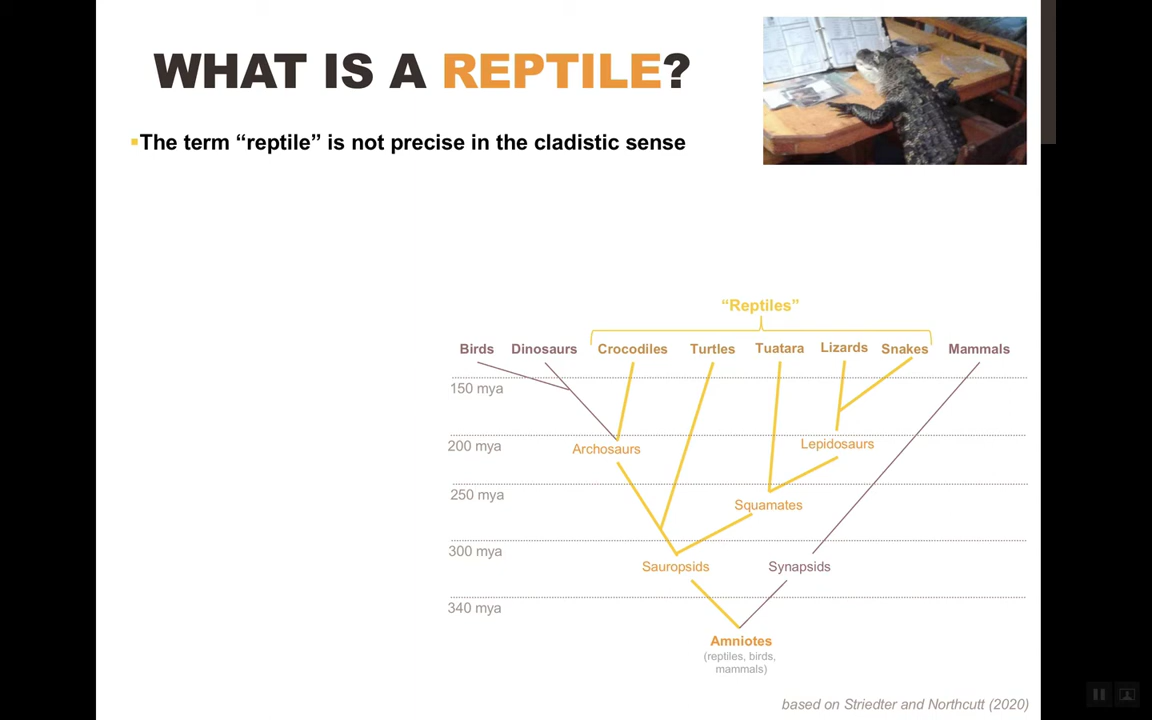 WHAT IS A REPTILE?
▪The term “reptile” is not precise in the cladistic sense
“Reptiles”
Birds Dinosaurs Crocodiles Turtles Tuatara Lizards Snakes Mammals
150 mya
200 mya
Archosaurs
Lepidosaurs
250 mya
Squamates
300 mya
Sauropsids
Synapsids
340 mya
Amniotes
(reptiles, birds,
mammals)
based on Striedter and Northcutt (2020)